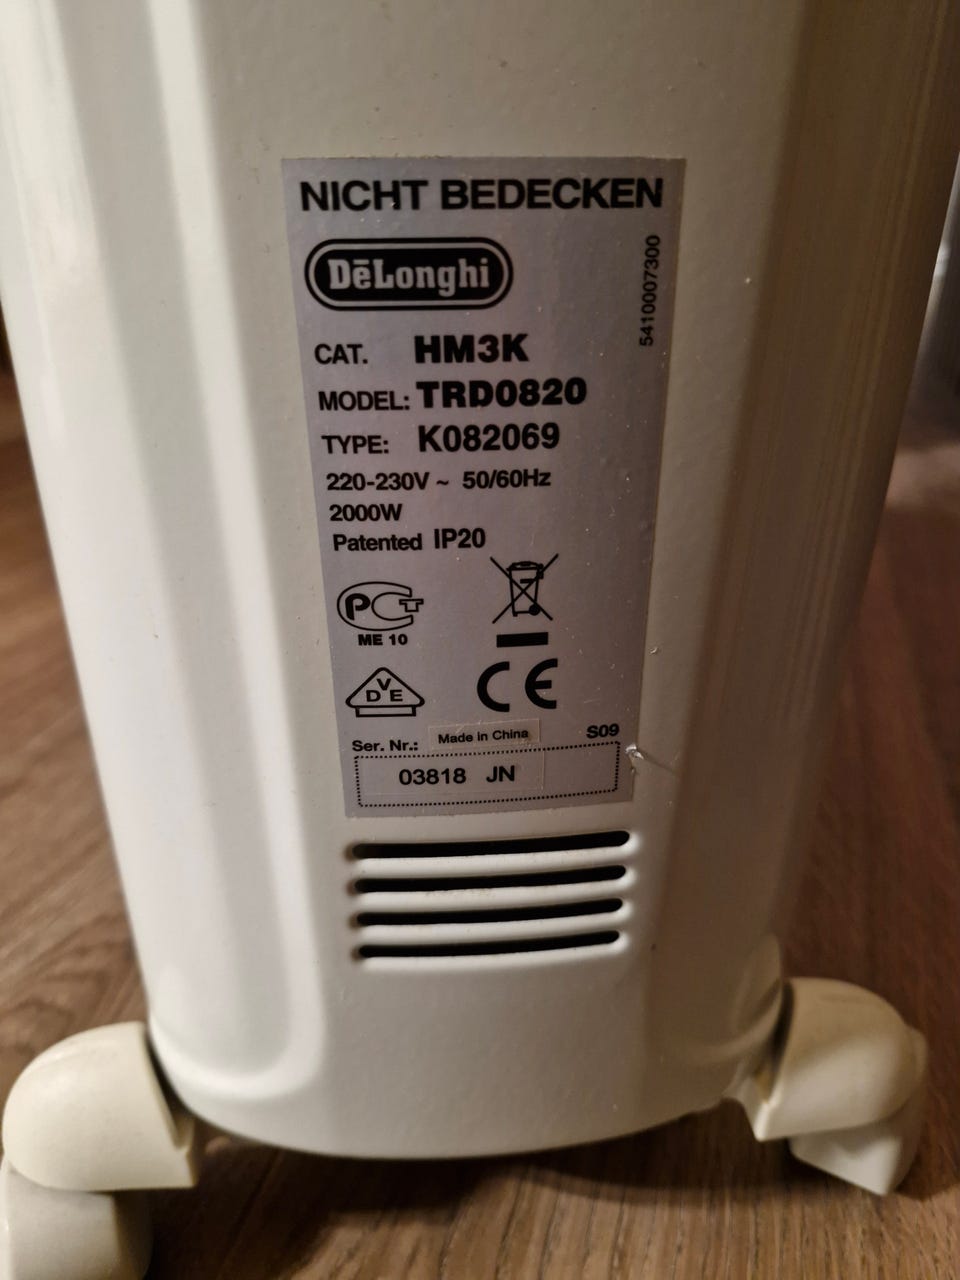 NICHT BEDECKEN
DeLonghi
5410007300
CAT. HM3K
MODEL: TRD0820
TYPE: K082069
220-230V ~ 50/60Hz
2000W
Patented IP20
PCT
ME 10
VDE
CE
Ser. Nr.: Made in China S09
03818 JN